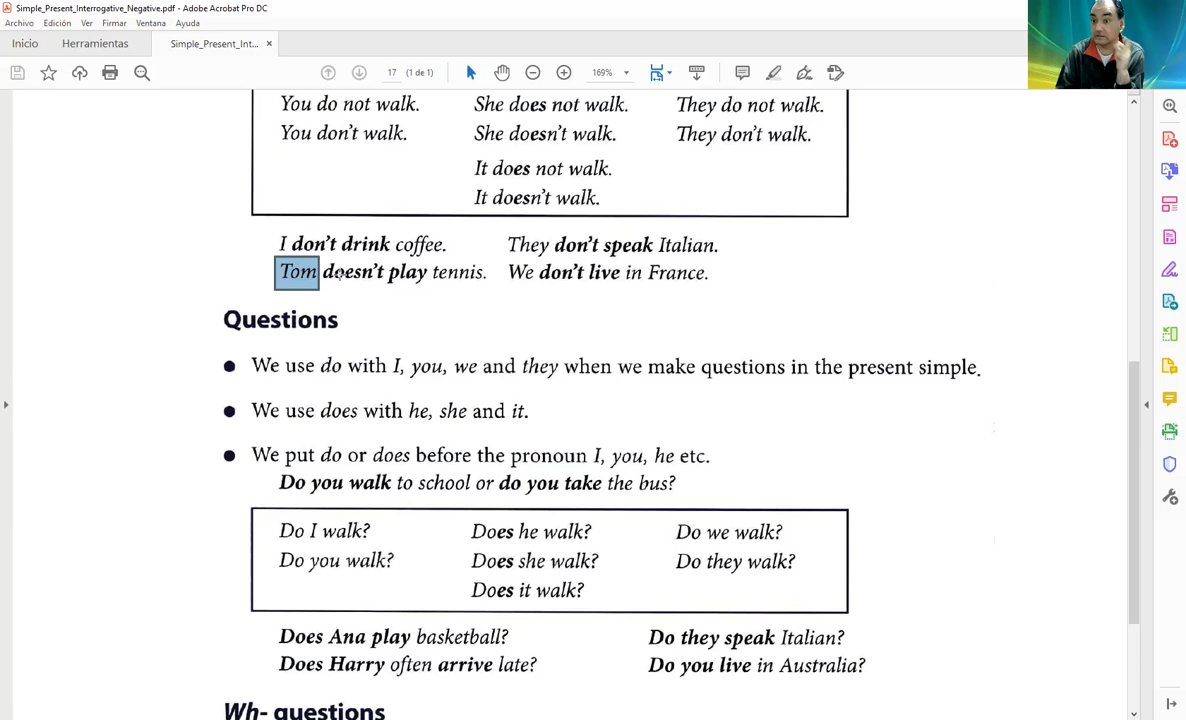 Simple_Present_Interrogative_Negative.pdf - Adobe Acrobat Pro DC
Archivo Edición Ver Firmar Ventana Ayuda
Inicio Herramientas Simple_Present_Int... ×
17 (1 de 1) 169%
You do not walk. She does not walk. They do not walk.
You don't walk. She doesn't walk. They don't walk.
It does not walk.
It doesn't walk.
I don't drink coffee. They don't speak Italian.
Tom doesn't play tennis. We don't live in France.
Questions
● We use do with I, you, we and they when we make questions in the present simple.
● We use does with he, she and it.
● We put do or does before the pronoun I, you, he etc.
Do you walk to school or do you take the bus?
Do I walk? Does he walk? Do we walk?
Do you walk? Does she walk? Do they walk?
Does it walk?
Does Ana play basketball? Do they speak Italian?
Does Harry often arrive late? Do you live in Australia?
Wh- questions